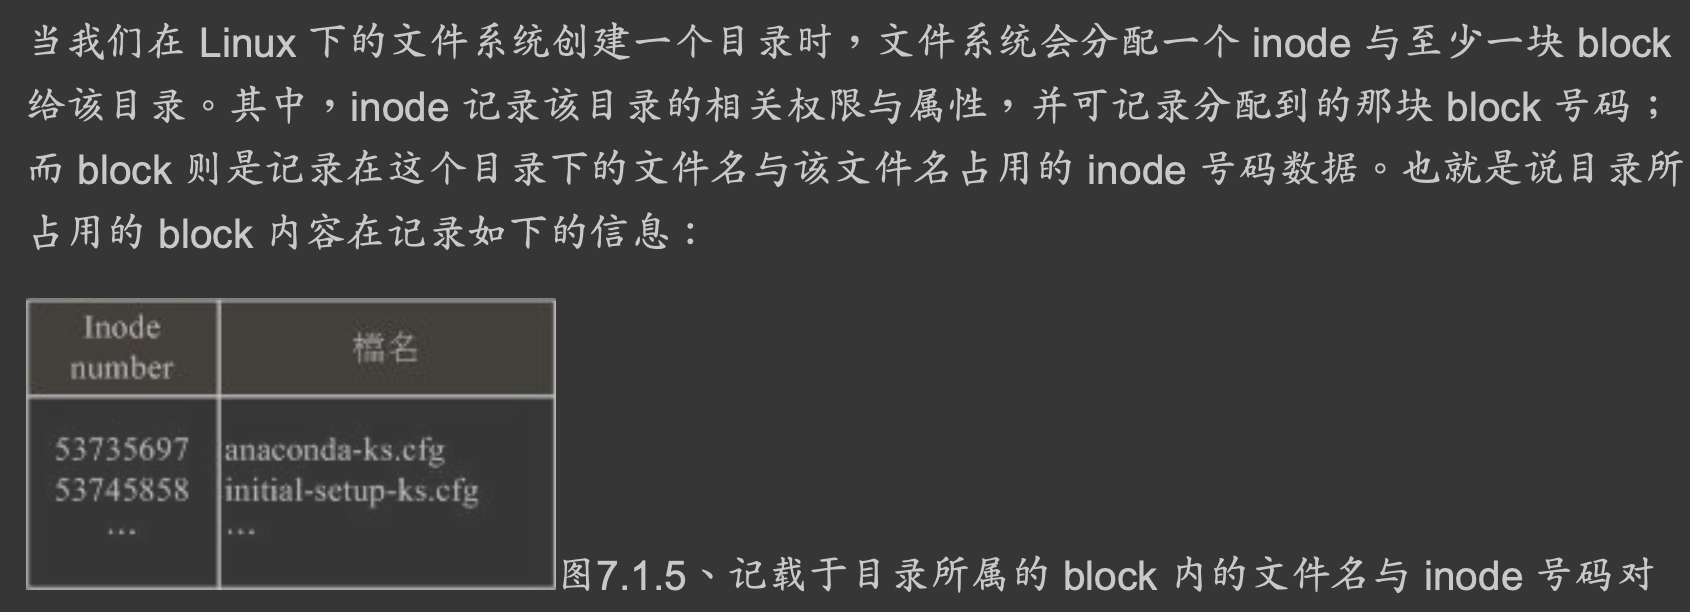 当我们在 Linux 下的文件系统创建一个目录时，文件系统会分配一个 inode 与至少一块 block
给该目录。其中，inode 记录该目录的相关权限与属性，并可记录分配到的那块 block 号码；
而 block 则是记录在这个目录下的文件名与该文件名占用的 inode 号码数据。也就是说目录所
占用的 block 内容在记录如下的信息：
Inode
number
檔名
53735697 anaconda-ks.cfg
53745858 initial-setup-ks.cfg
... ...
图7.1.5、记载于目录所属的 block 内的文件名与 inode 号码对